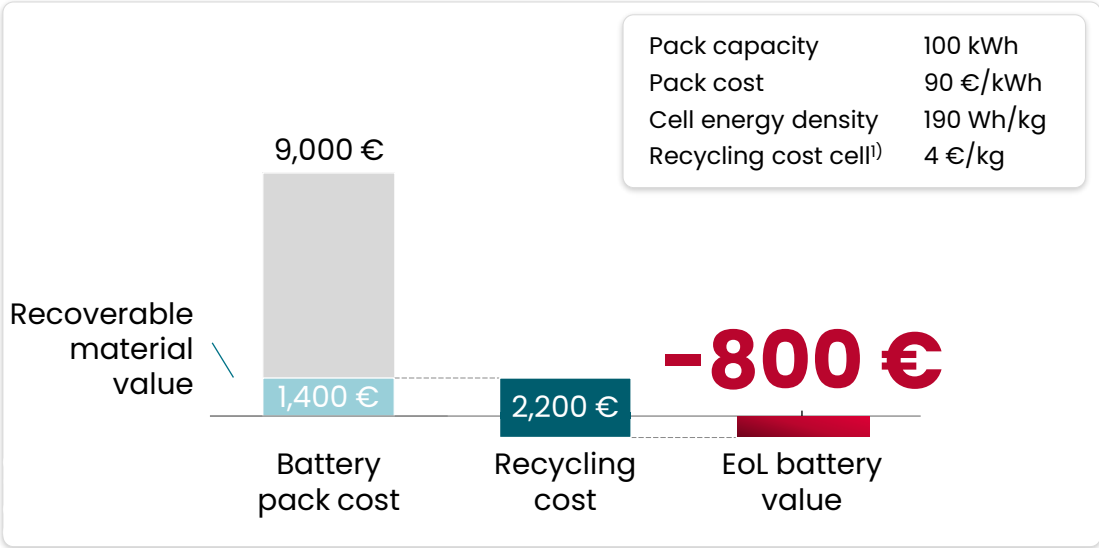 Pack capacity 100 kWh
Pack cost 90 €/kWh
Cell energy density 190 Wh/kg
Recycling cost cell¹⁾ 4 €/kg
9,000 €
Recoverable
material
value
1,400 €
2,200 €
-800 €
Battery
pack cost
Recycling
cost
EoL battery
value